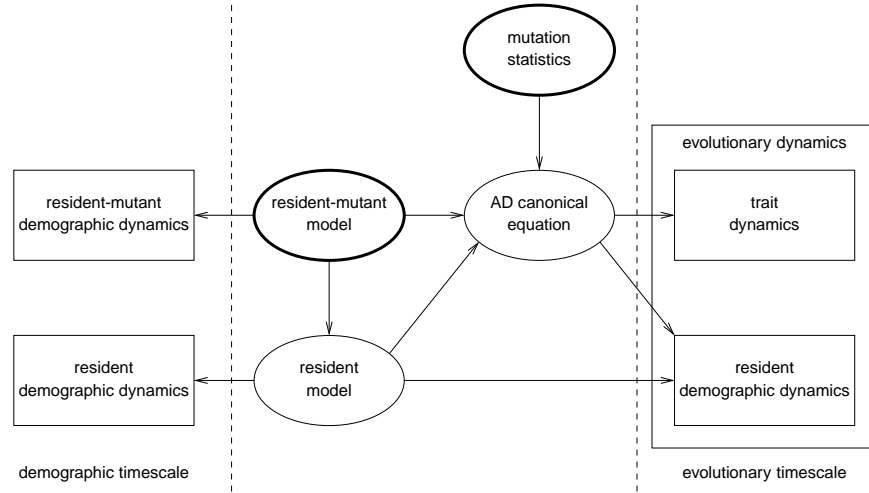 mutation
statistics
evolutionary dynamics
resident-mutant
demographic dynamics
resident-mutant
model
AD canonical
equation
trait
dynamics
resident
demographic dynamics
resident
model
resident
demographic dynamics
demographic timescale
evolutionary timescale